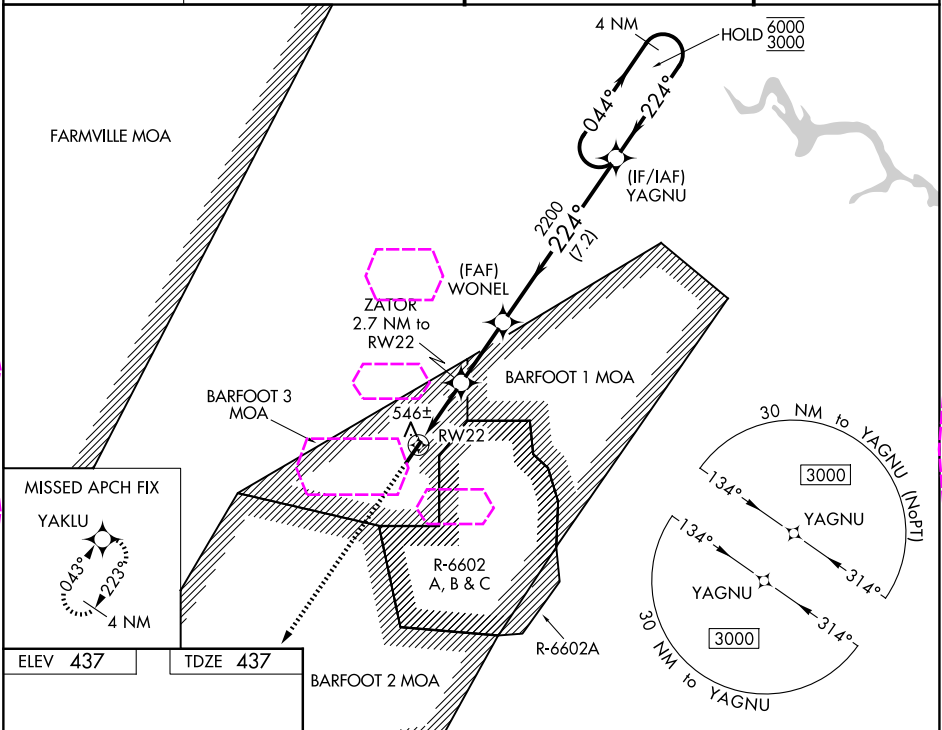 4 NM
HOLD
6000
3000
044°
224°
FARMVILLE MOA
(IF/IAF)
YAGNU
2200
224°
(7.2)
(FAF)
WONEL
ZATOR
2.7 NM to
RW22
BARFOOT 1 MOA
BARFOOT 3
MOA
546±
RW22
30 NM to YAGNU (NoPT)
134°
3000
YAGNU
314°
134°
YAGNU
314°
3000
30 NM to YAGNU
MISSED APCH FIX
YAKLU
043°
223°
4 NM
R-6602
A, B & C
R-6602A
ELEV 437
TDZE 437
BARFOOT 2 MOA